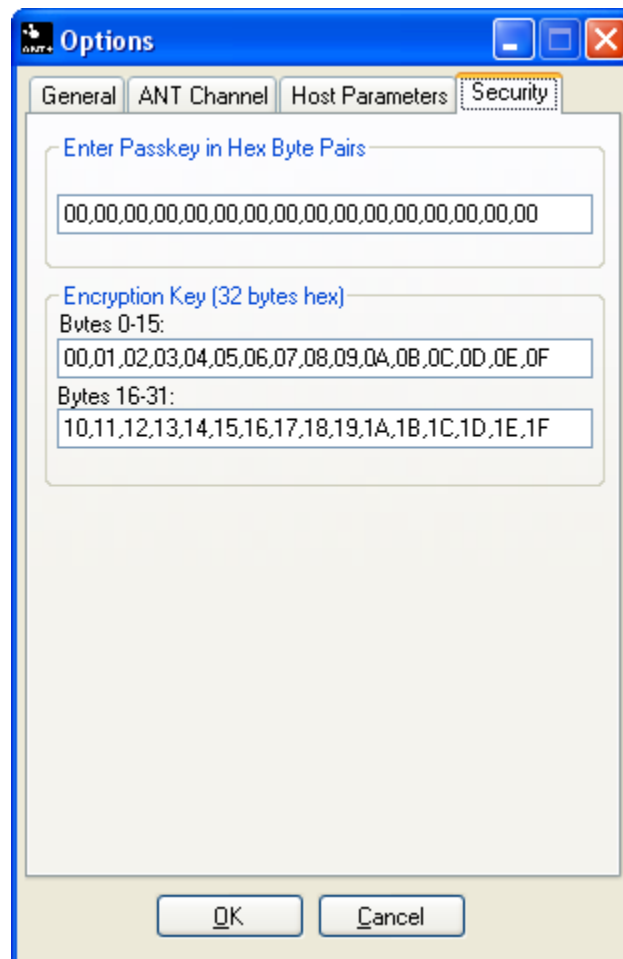 ANT+
Options
General ANT Channel Host Parameters Security
Enter Passkey in Hex Byte Pairs
00,00,00,00,00,00,00,00,00,00,00,00,00,00,00,00
Encryption Key (32 bytes hex)
Bytes 0-15:
00,01,02,03,04,05,06,07,08,09,0A,0B,0C,0D,0E,0F
Bytes 16-31:
10,11,12,13,14,15,16,17,18,19,1A,1B,1C,1D,1E,1F
OK Cancel